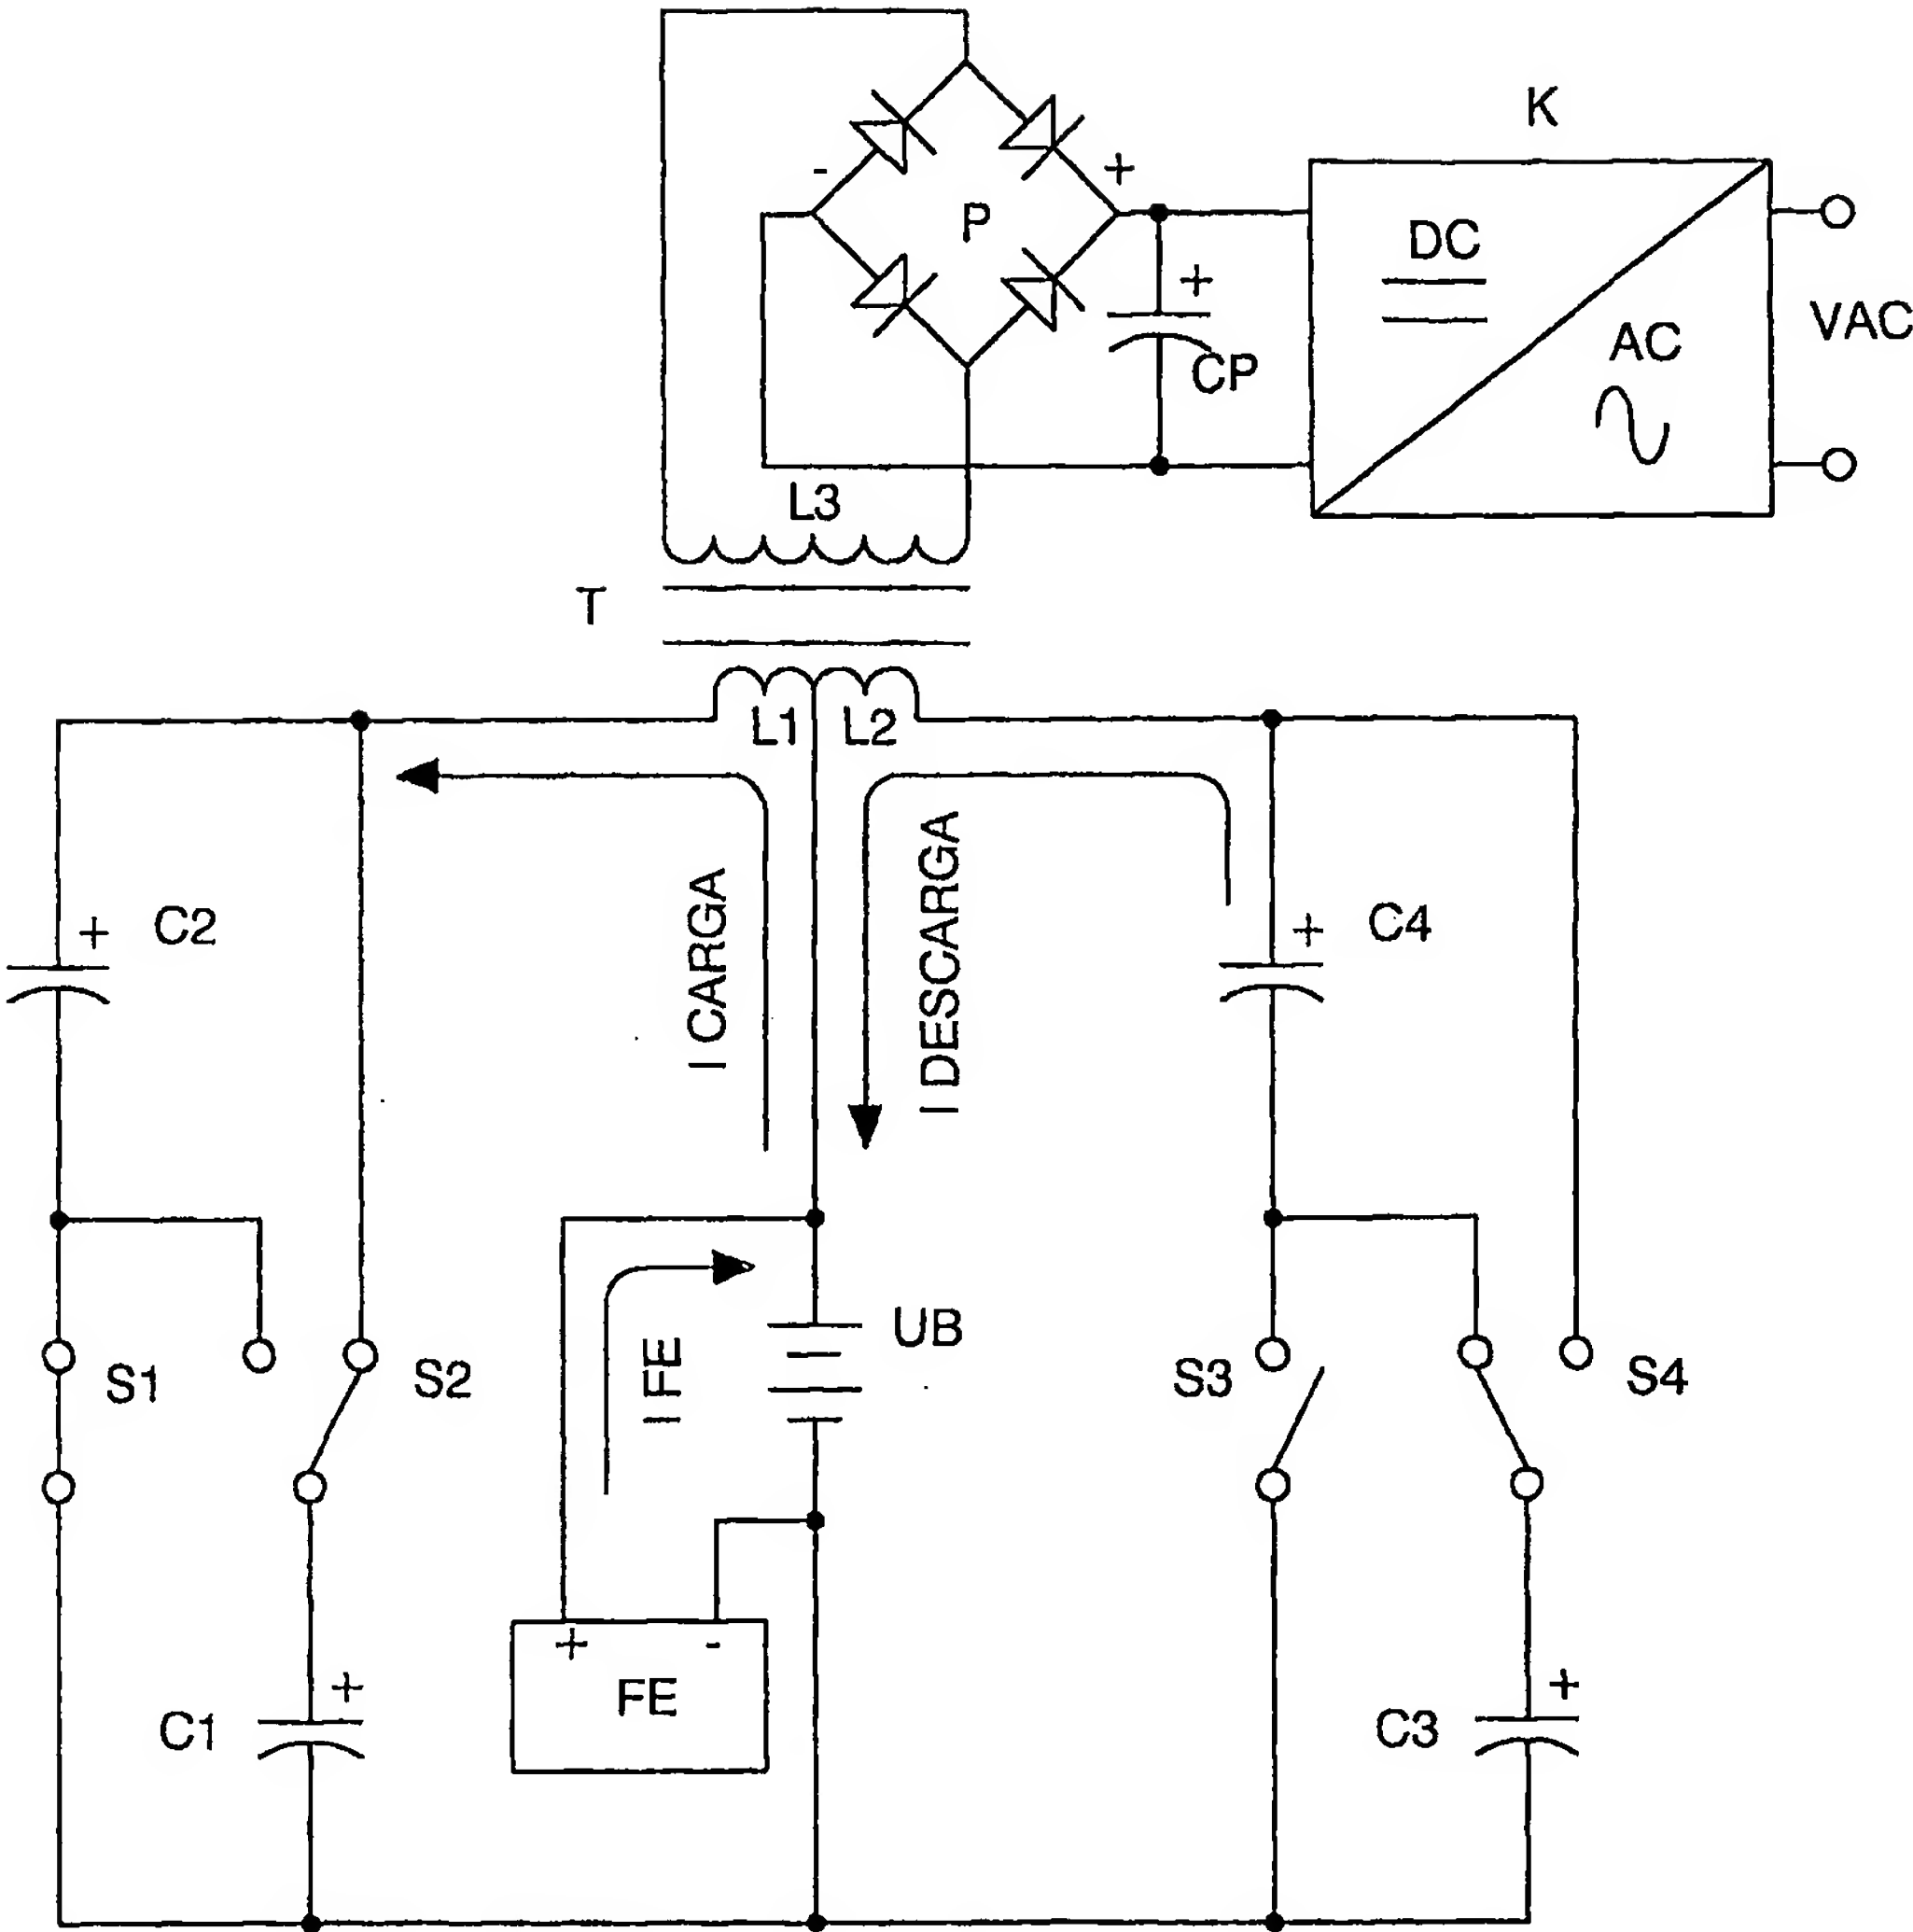 K
-
+
P
DC
+
VAC
AC
CP
L3
T
L1
L2
I CARGA
I DESCARGA
+
C2
+
C4
UB
I FE
S1
S2
S3
S4
+
-
FE
+
C1
+
C3